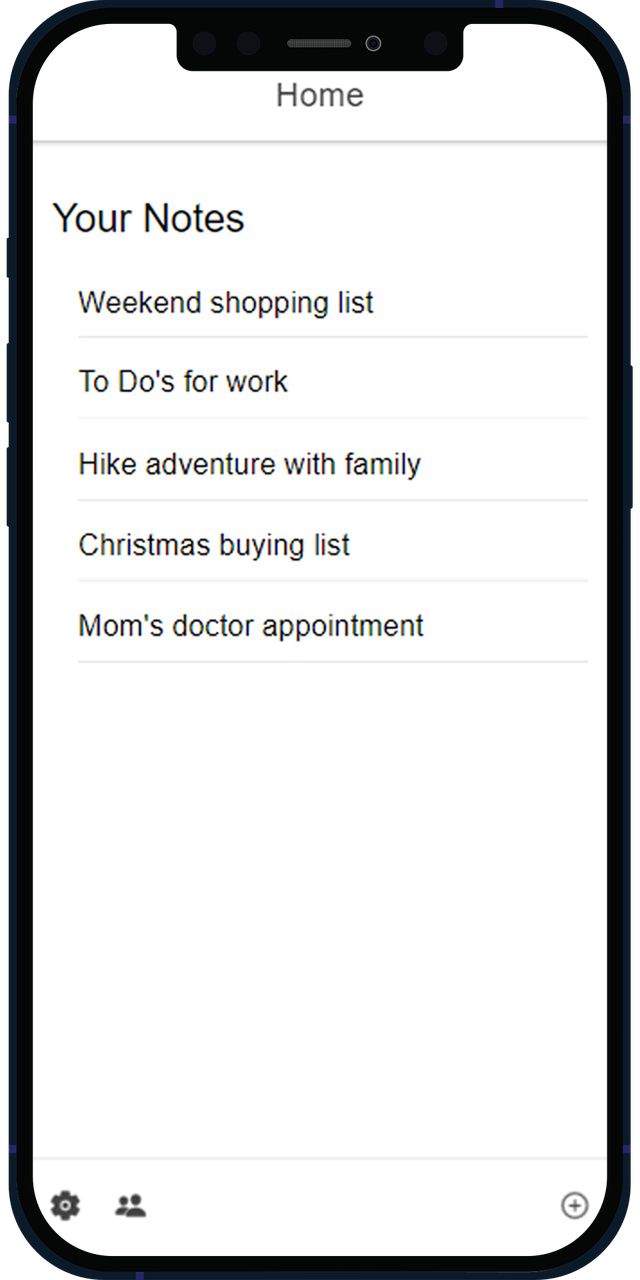 Home
Your Notes
Weekend shopping list
To Do's for work
Hike adventure with family
Christmas buying list
Mom's doctor appointment